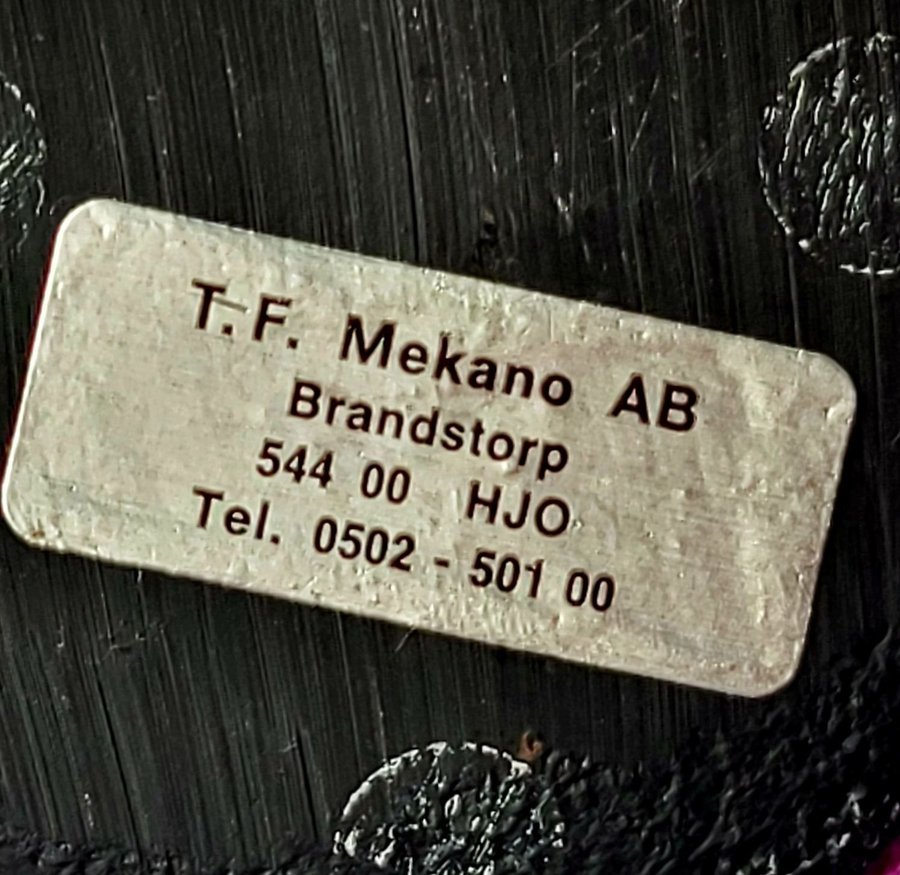 T.F. Mekano AB
Brandstorp
544 00 HJO
Tel. 0502 - 501 00